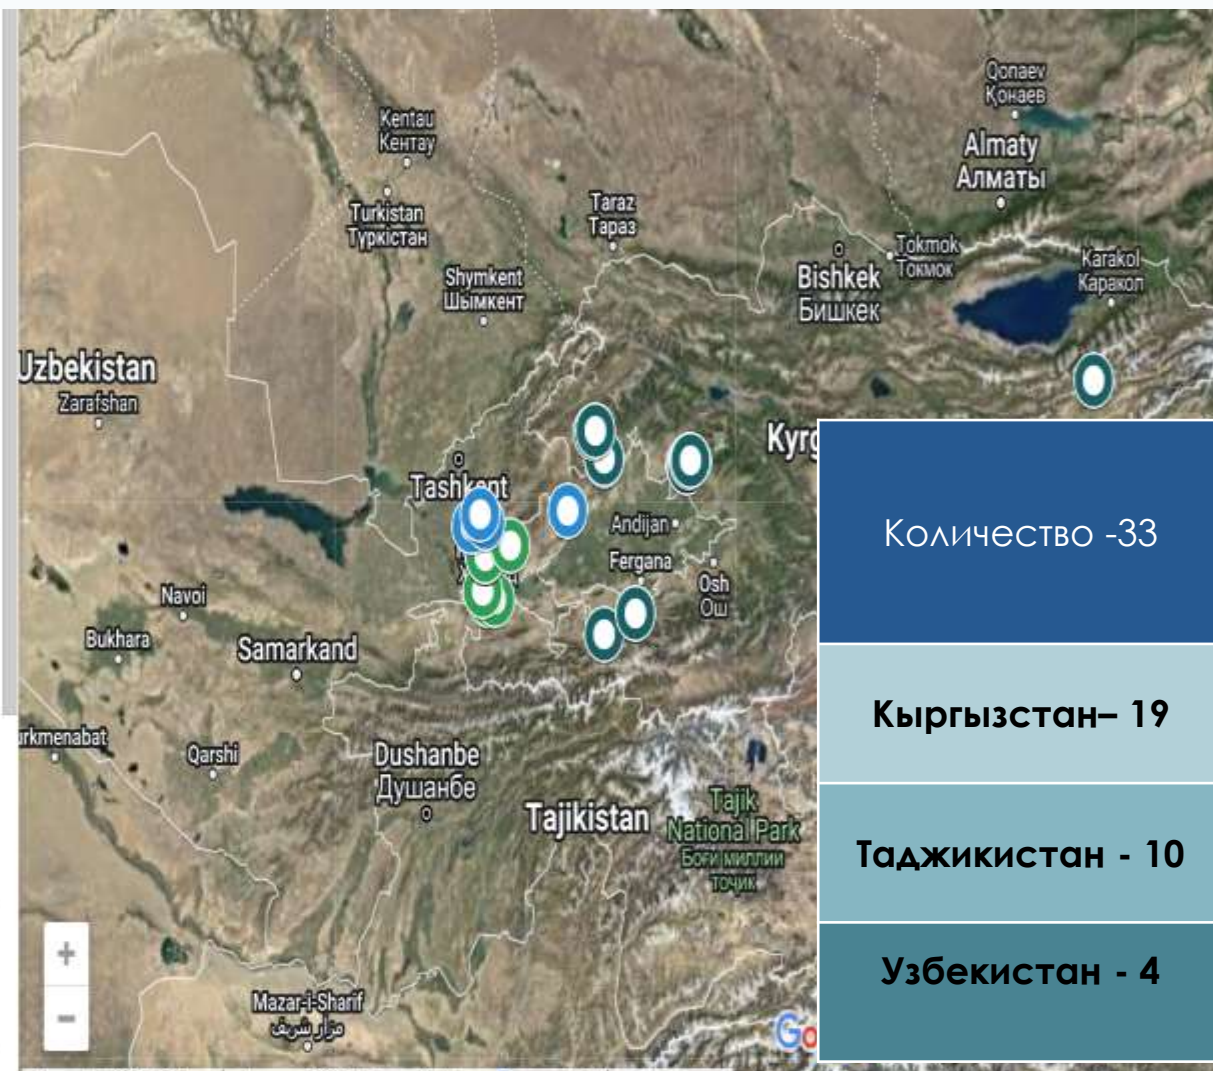 Qonaev
Қонаев
Kentau
Кентау
Almaty
Алматы
Taraz
Тараз
Turkistan
Түркістан
Tokmok
Токмок
Karakol
Каракол
Bishkek
Бишкек
Shymkent
Шымкент
Uzbekistan
Zarafshan
Kyrg
Tashkent
Andijan
Fergana
Osh
Ош
Navoi
Bukhara
Samarkand
Количество -33
Кыргызстан– 19
Таджикистан - 10
Узбекистан - 4
urkmenabat
Qarshi
Dushanbe
Душанбе
Tajikistan
Tajik
National Park
Боғи миллии
тоҷик
+
−
Mazar-i-Sharif
مزار شریف
Go